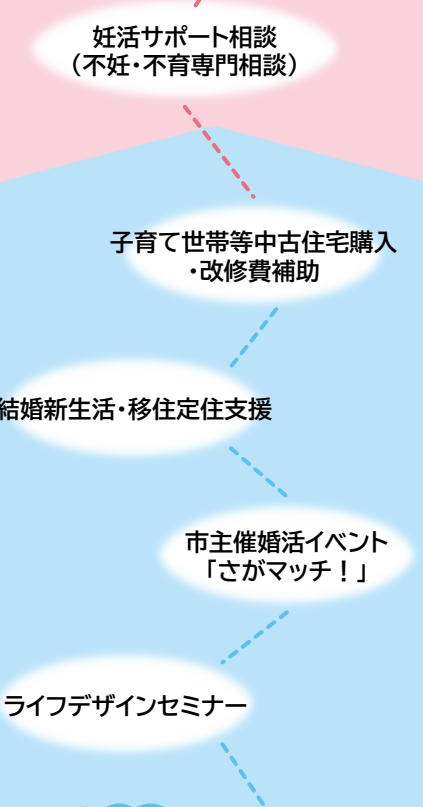 妊活サポート相談
（不妊・不育専門相談）
子育て世帯等中古住宅購入
・改修費補助
結婚新生活・移住定住支援
市主催婚活イベント
「さがマッチ！」
ライフデザインセミナー